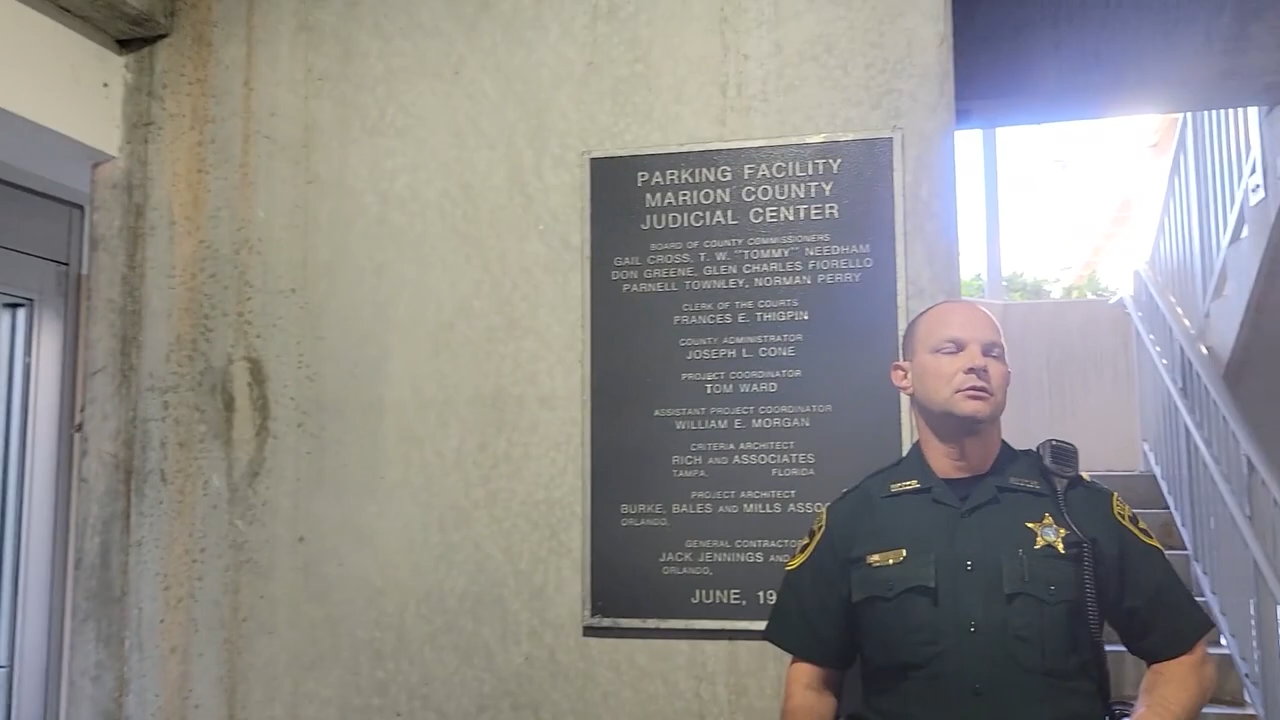 PARKING FACILITY
MARION COUNTY
JUDICIAL CENTER
BOARD OF COUNTY COMMISSIONERS
GAIL CROSS, T. W. "TOMMY" NEEDHAM
DON GREENE, GLEN CHARLES FIORELLO
PARNELL TOWNLEY, NORMAN PERRY
CLERK OF THE COURTS
FRANCES E. THIGPIN
COUNTY ADMINISTRATOR
JOSEPH L. CONE
PROJECT COORDINATOR
TOM WARD
ASSISTANT PROJECT COORDINATOR
WILLIAM E. MORGAN
CRITERIA ARCHITECT
RICH AND ASSOCIATES
TAMPA, FLORIDA
PROJECT ARCHITECT
BURKE, BALES AND MILLS ASSO
ORLANDO,
GENERAL CONTRACTOR
JACK JENNINGS AND
ORLANDO,
JUNE, 19